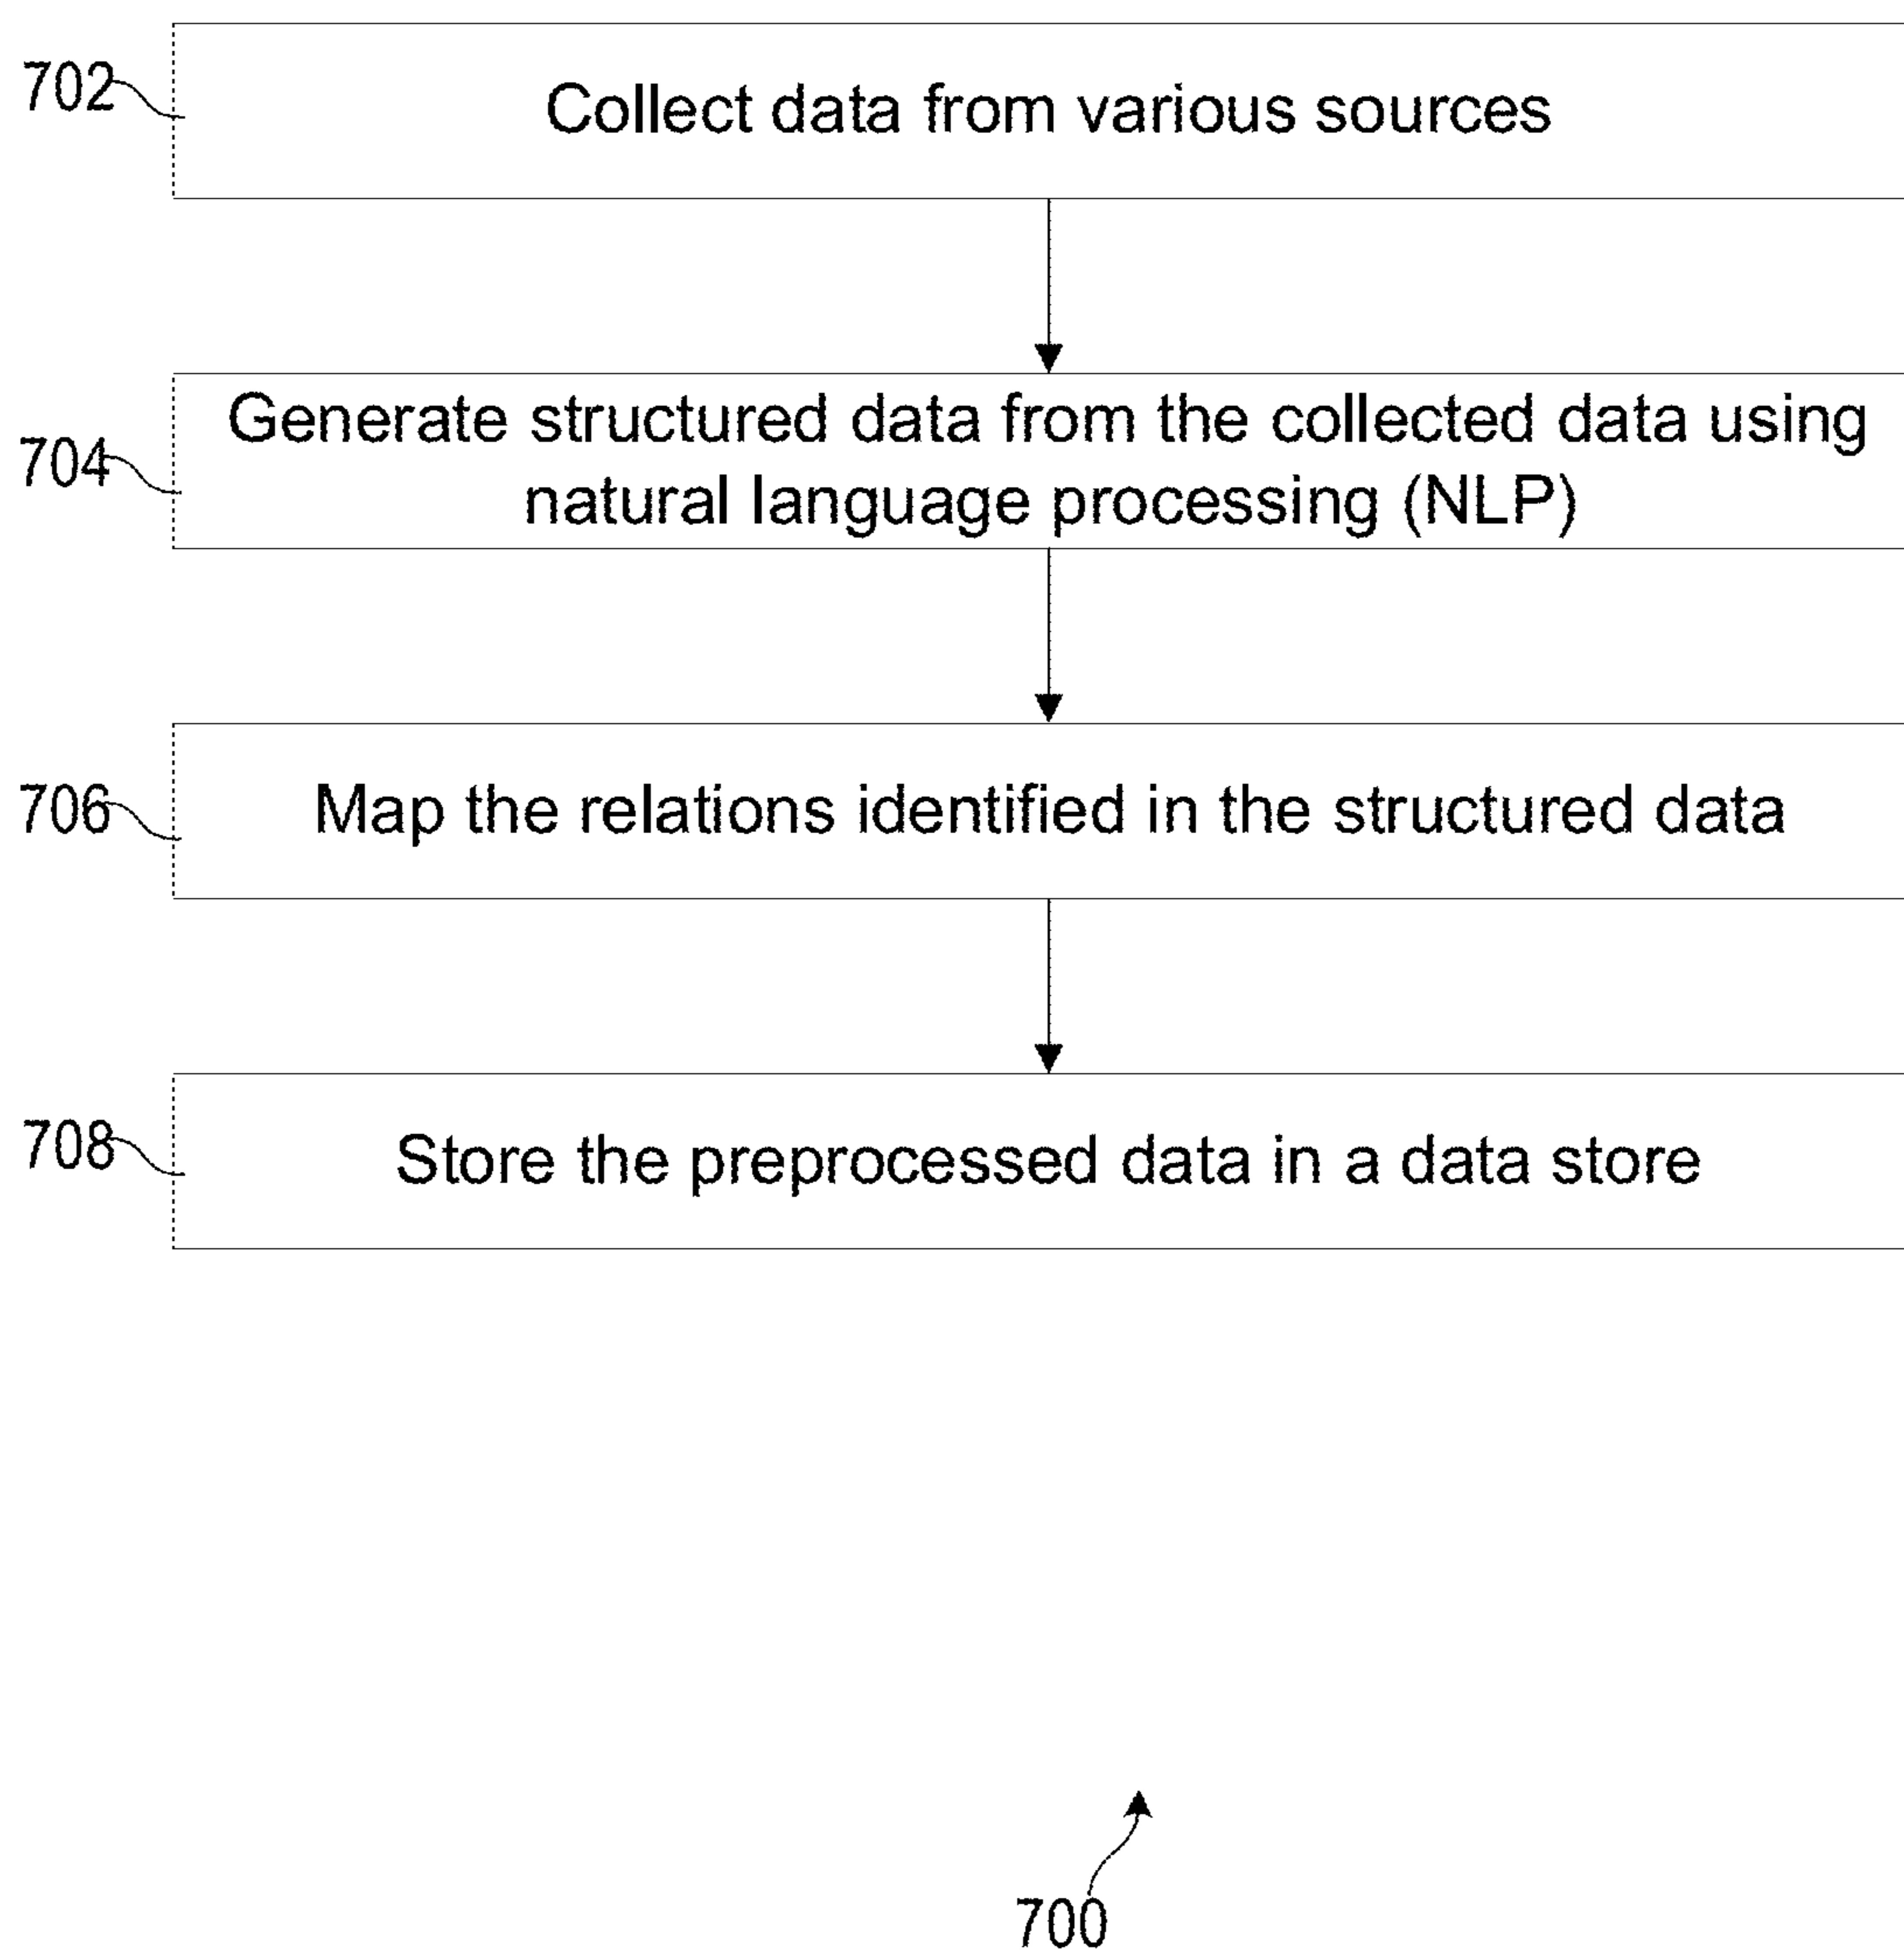 702
Collect data from various sources
704
Generate structured data from the collected data using
natural language processing (NLP)
706
Map the relations identified in the structured data
708
Store the preprocessed data in a data store
700